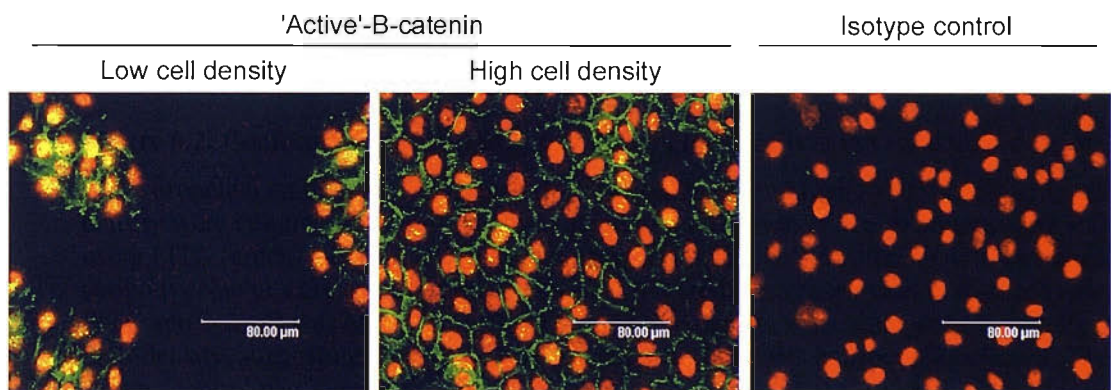 'Active'-B-catenin
Isotype control
Low cell density
High cell density
80.00 µm
80.00 µm
80.00 µm